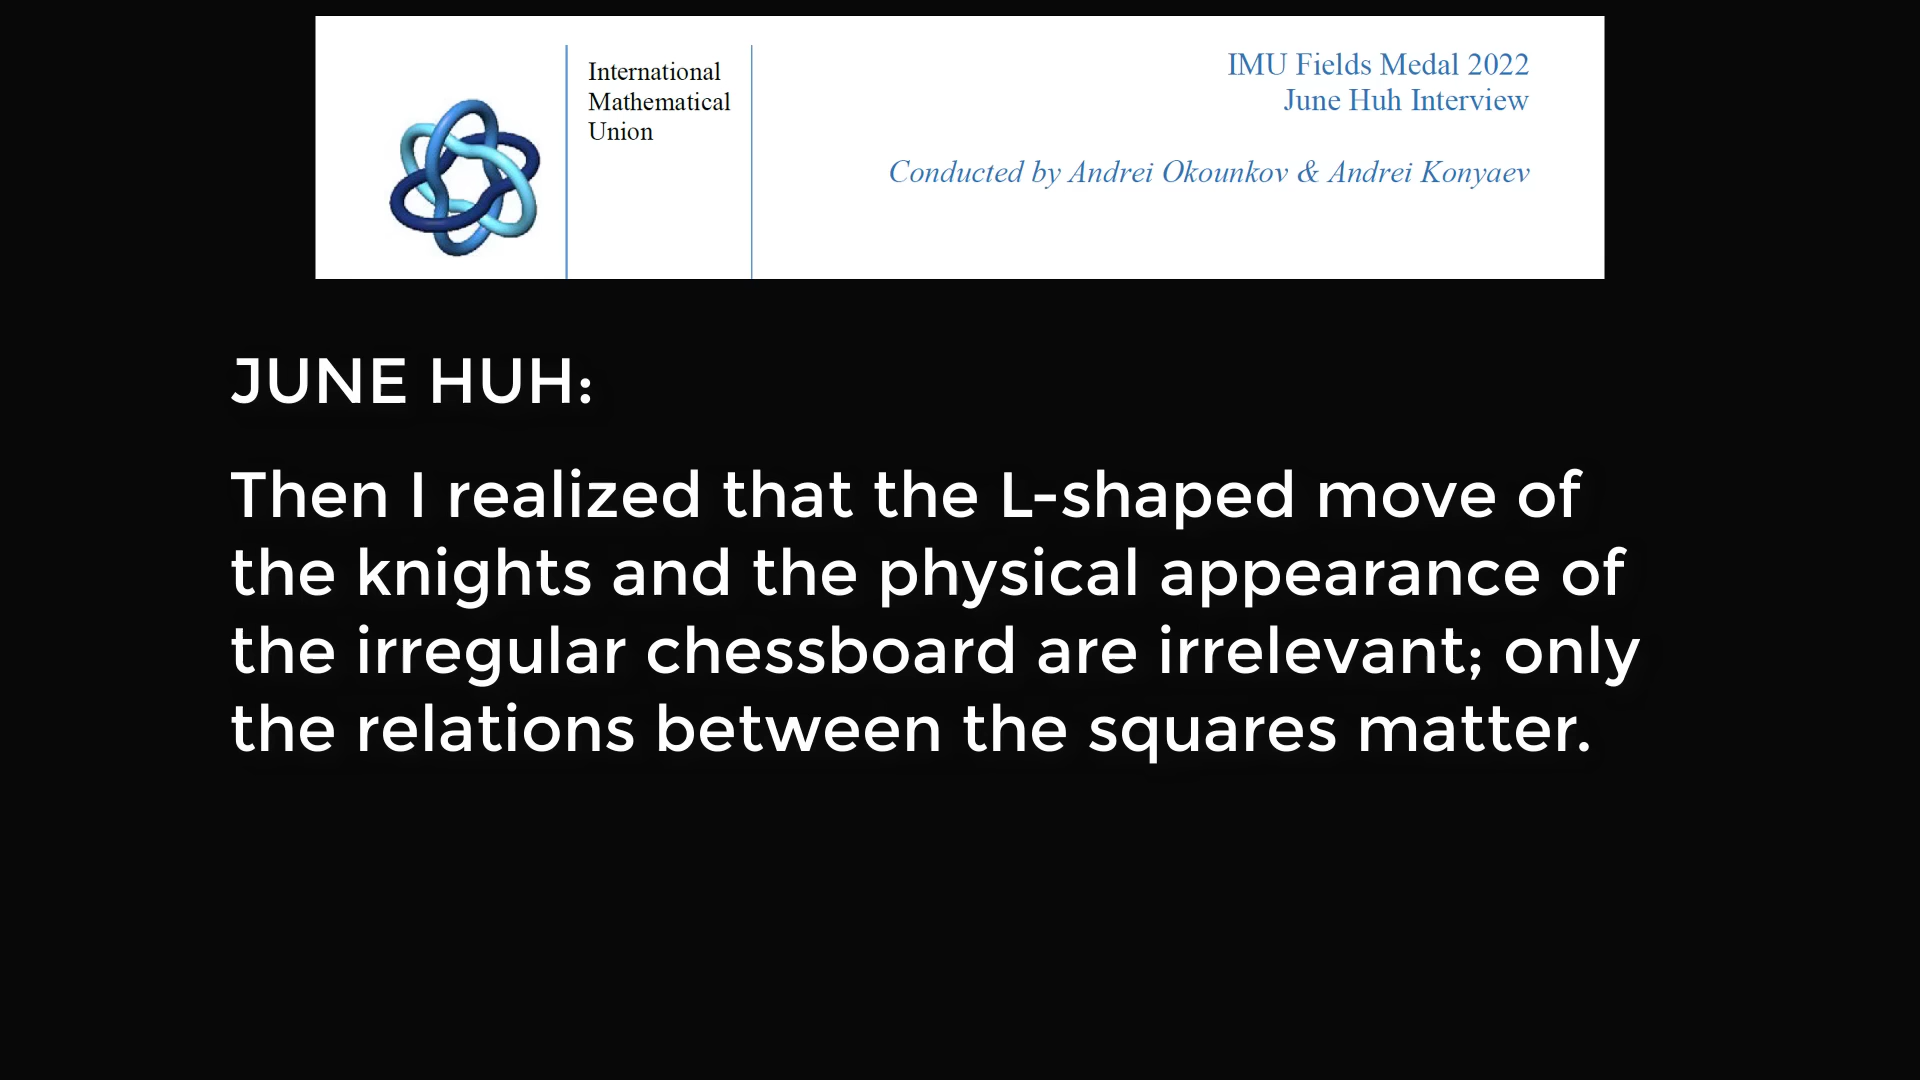 International
Mathematical
Union
IMU Fields Medal 2022
June Huh Interview
Conducted by Andrei Okounkov & Andrei Konyaev
JUNE HUH:
Then I realized that the L-shaped move of
the knights and the physical appearance of
the irregular chessboard are irrelevant; only
the relations between the squares matter.